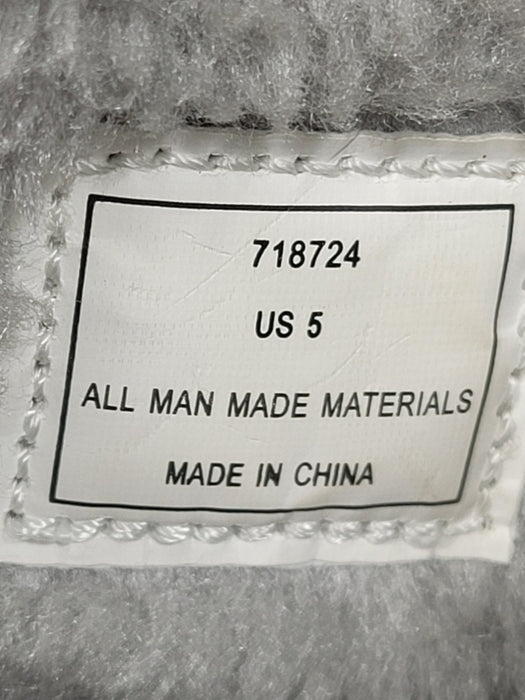 718724
US 5
ALL MAN MADE MATERIALS
MADE IN CHINA